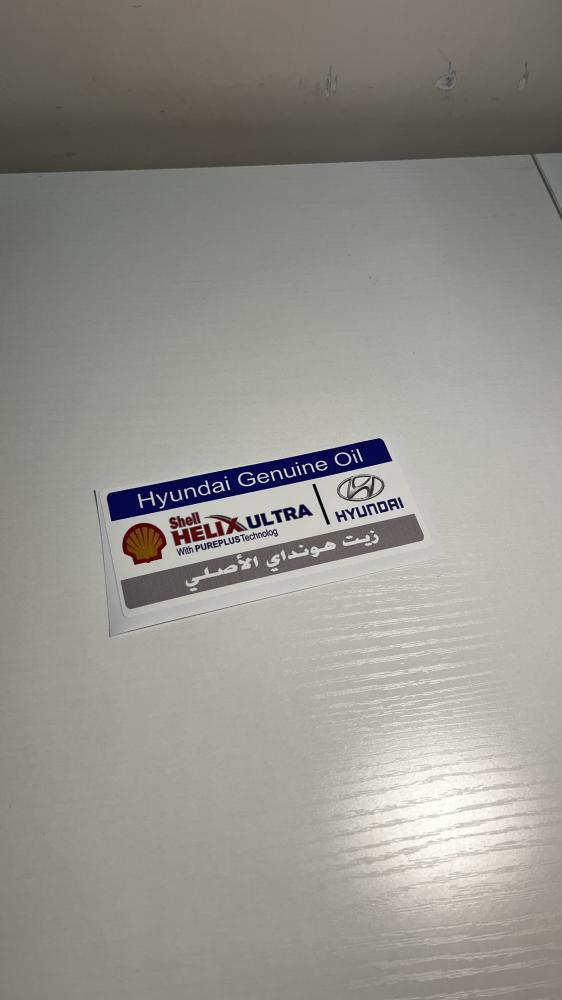 Hyundai Genuine Oil
Shell
HELIX ULTRA
With PUREPLUS Technolog
HYUNDAI
زيت هونداي الأصلي